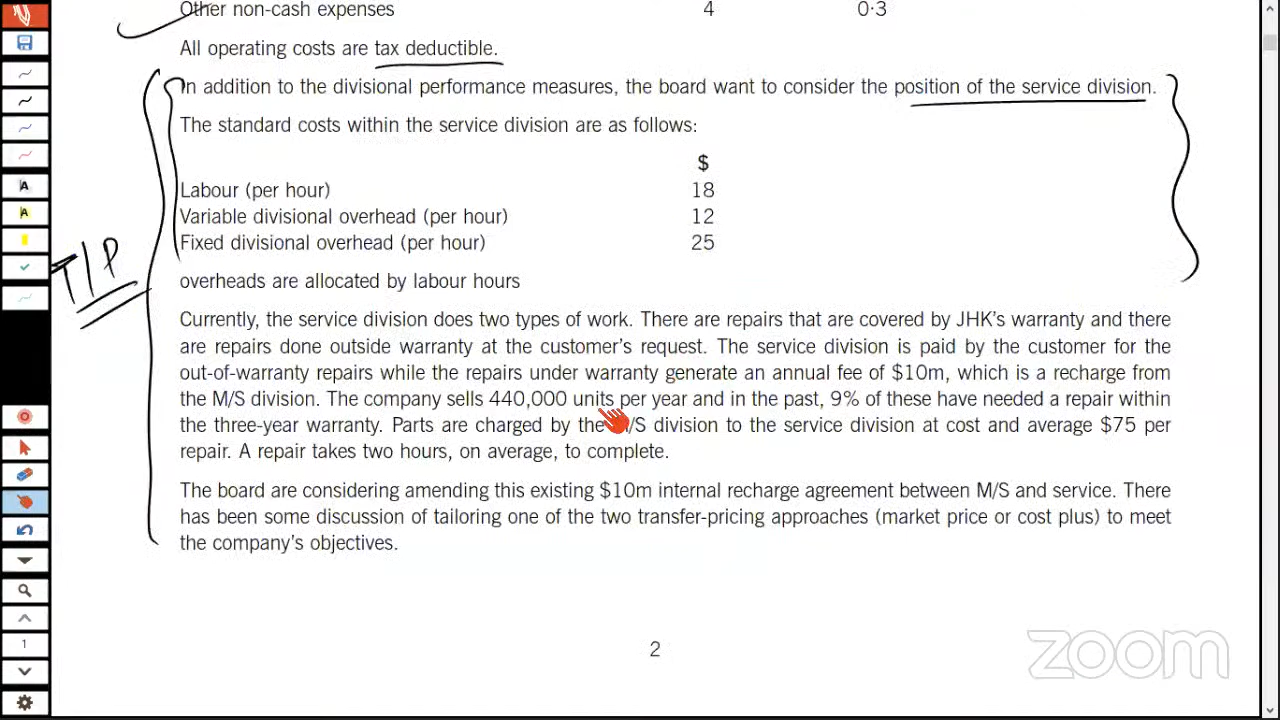 Other non-cash expenses 4 0·3
All operating costs are tax deductible.
In addition to the divisional performance measures, the board want to consider the position of the service division.
The standard costs within the service division are as follows:
$
Labour (per hour) 18
Variable divisional overhead (per hour) 12
Fixed divisional overhead (per hour) 25
TIP
overheads are allocated by labour hours
Currently, the service division does two types of work. There are repairs that are covered by JHK's warranty and there
are repairs done outside warranty at the customer's request. The service division is paid by the customer for the
out-of-warranty repairs while the repairs under warranty generate an annual fee of $10m, which is a recharge from
the M/S division. The company sells 440,000 units per year and in the past, 9% of these have needed a repair within
the three-year warranty. Parts are charged by the M/S division to the service division at cost and average $75 per
repair. A repair takes two hours, on average, to complete.
The board are considering amending this existing $10m internal recharge agreement between M/S and service. There
has been some discussion of tailoring one of the two transfer-pricing approaches (market price or cost plus) to meet
the company's objectives.
2
zoom
A
A
1